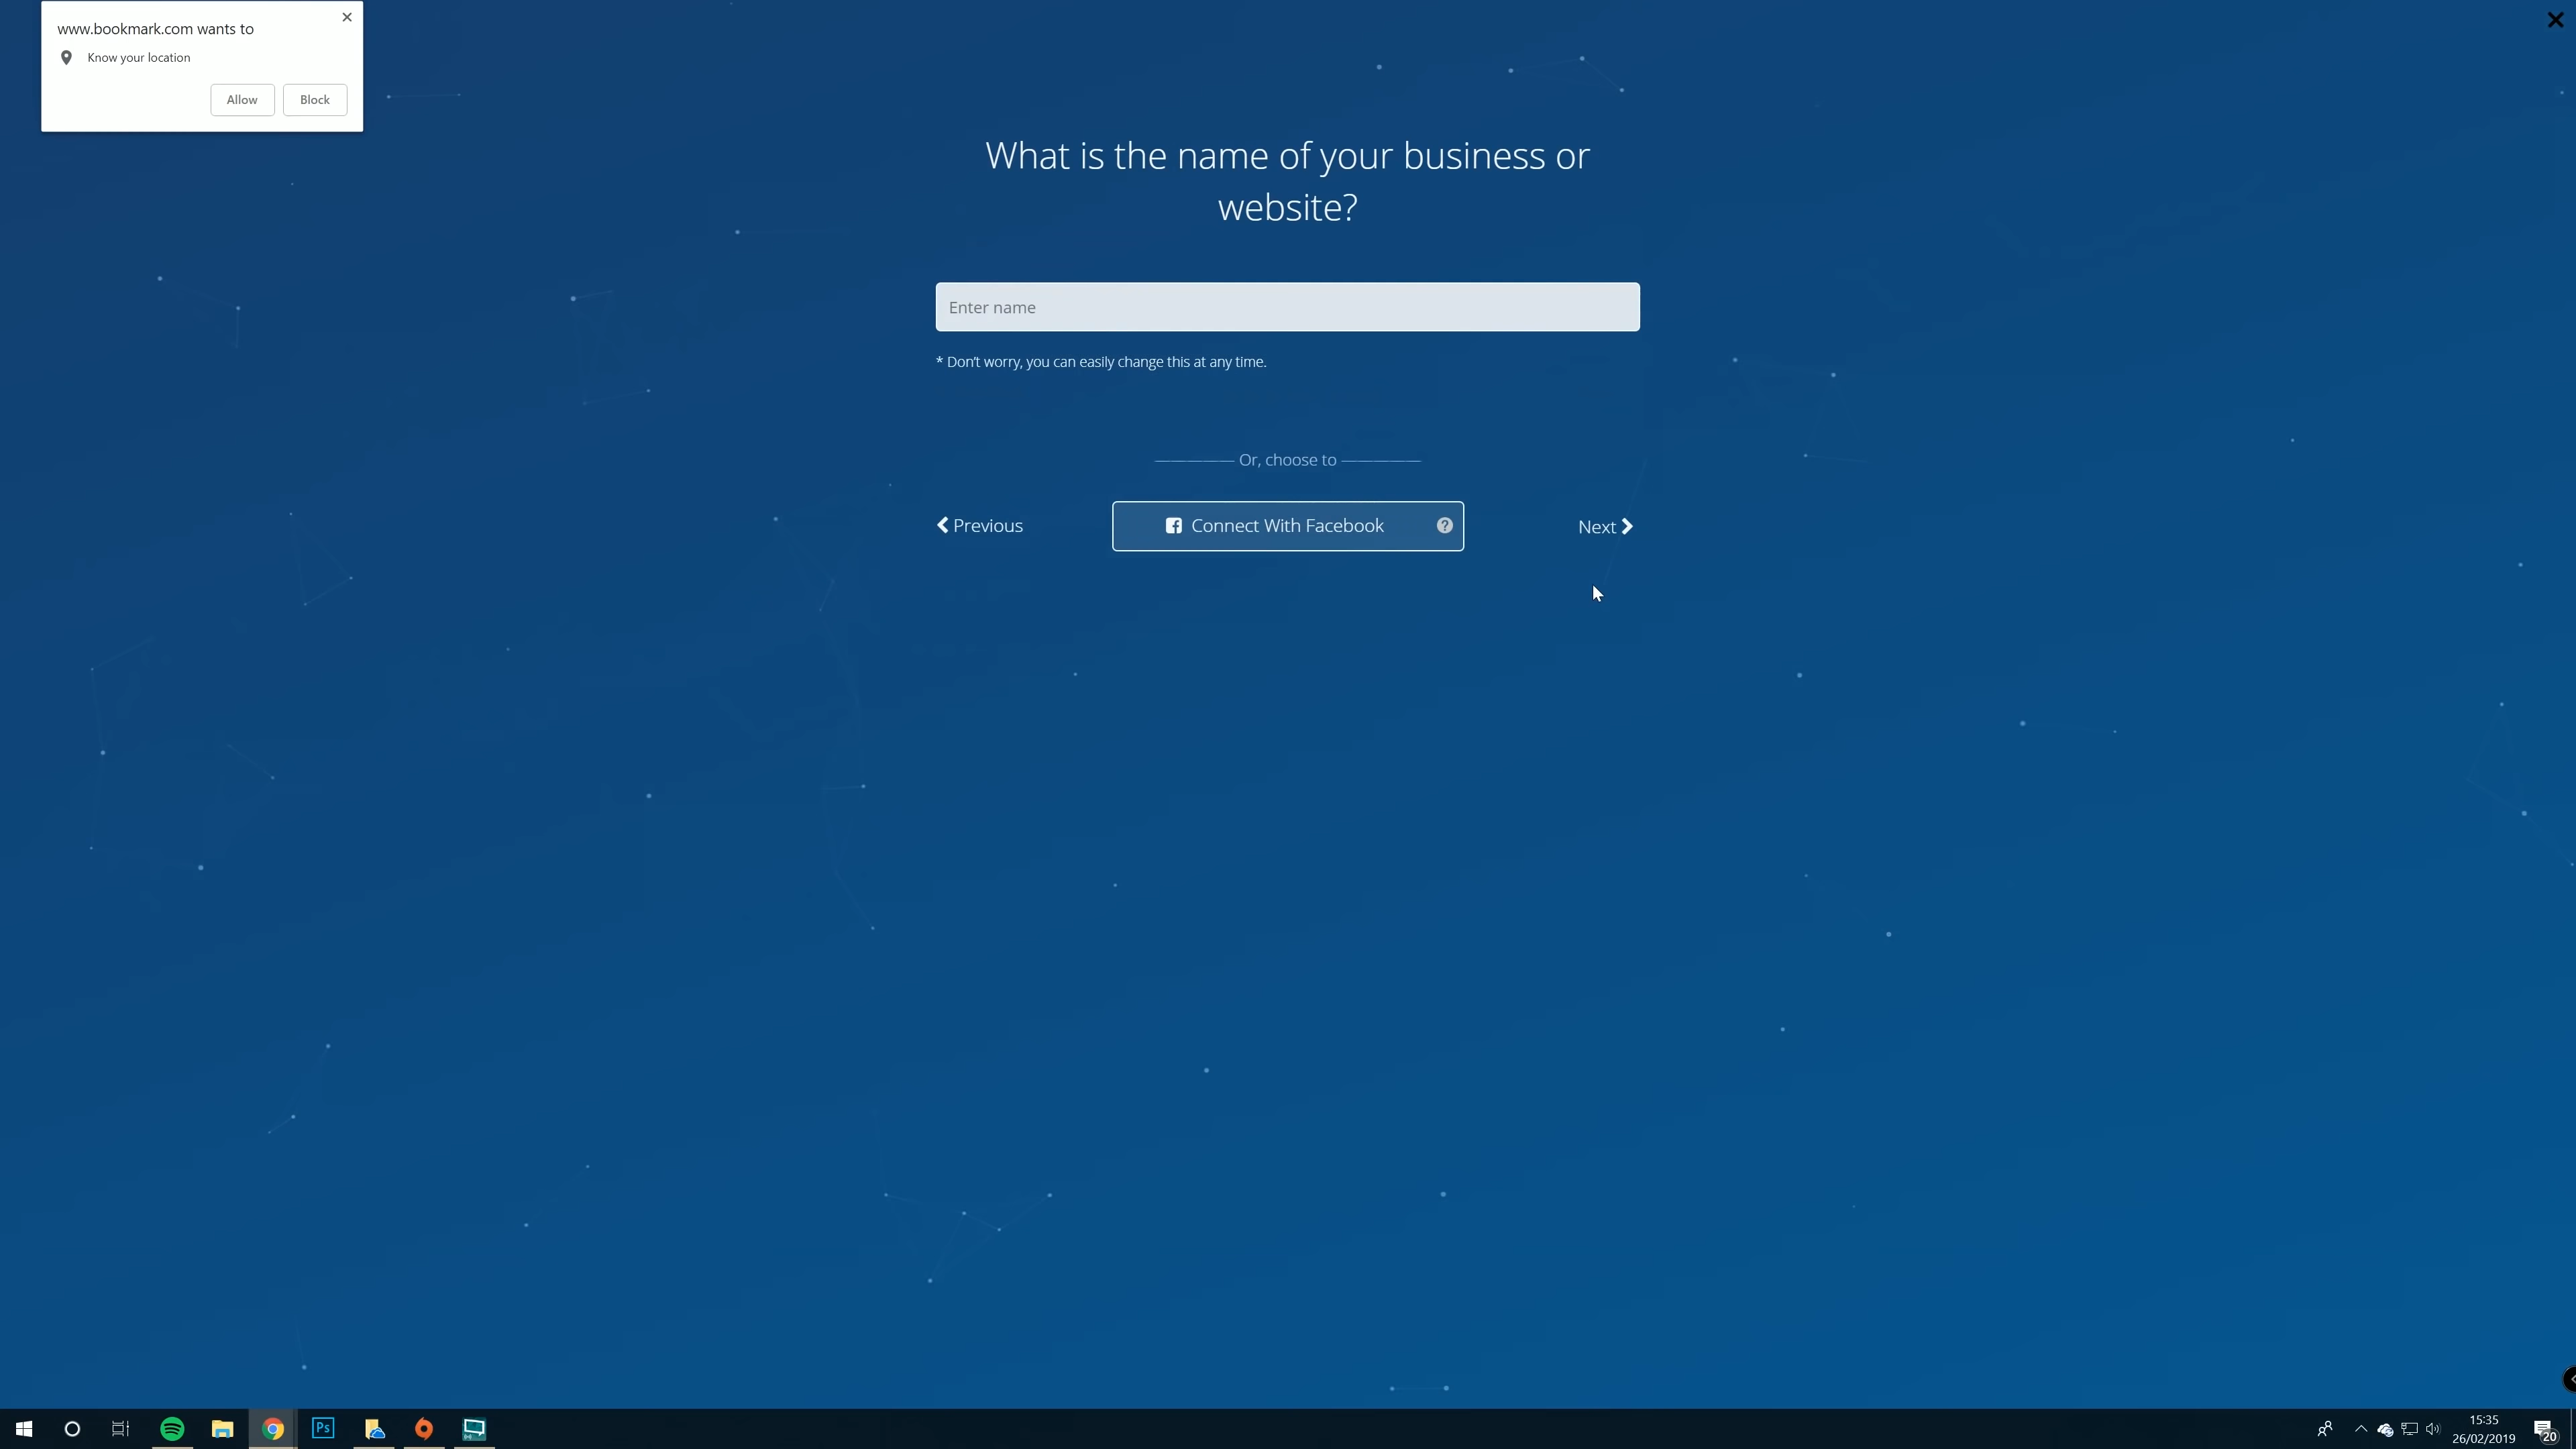 www.bookmark.com wants to
Know your location
Allow Block
What is the name of your business or
website?
Enter name
* Don't worry, you can easily change this at any time.
Or, choose to
Previous
Connect With Facebook ?
Next
Ps
15:35
26/02/2019
20